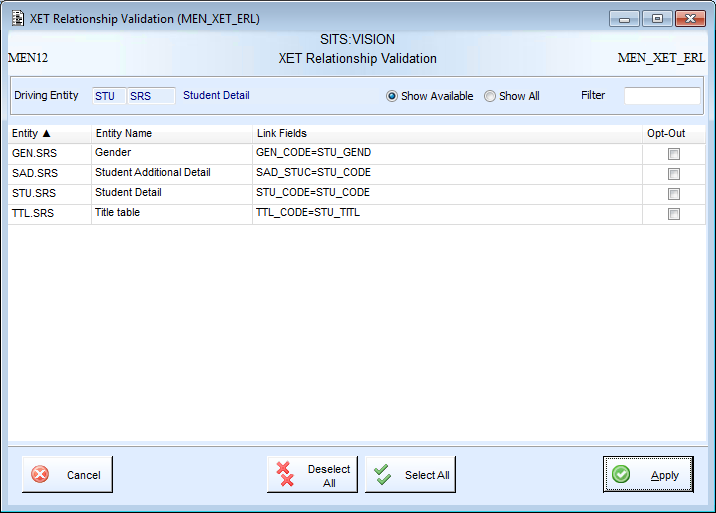 XET Relationship Validation (MEN_XET_ERL)
SITS:VISION
MEN12 XET Relationship Validation MEN_XET_ERL
Driving Entity STU SRS Student Detail Show Available Show All Filter
Entity ▲ Entity Name Link Fields Opt-Out
GEN.SRS Gender GEN_CODE=STU_GEND
SAD.SRS Student Additional Detail SAD_STUC=STU_CODE
STU.SRS Student Detail STU_CODE=STU_CODE
TTL.SRS Title table TTL_CODE=STU_TITL
Cancel Deselect All Select All Apply